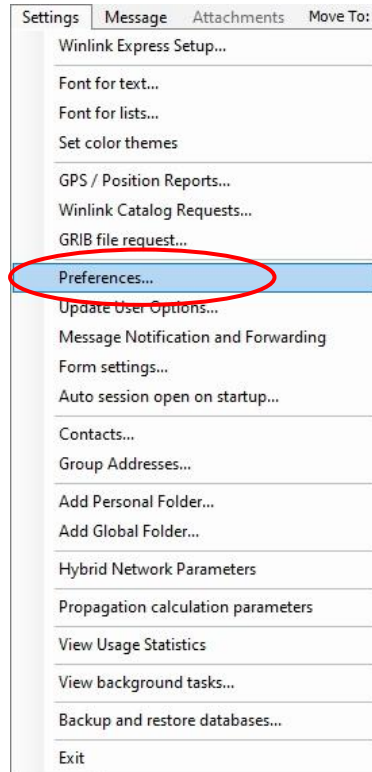 Settings Message Attachments Move To:
Winlink Express Setup...
Font for text...
Font for lists...
Set color themes
GPS / Position Reports...
Winlink Catalog Requests...
GRIB file request...
Preferences...
Update User Options...
Message Notification and Forwarding
Form settings...
Auto session open on startup...
Contacts...
Group Addresses...
Add Personal Folder...
Add Global Folder...
Hybrid Network Parameters
Propagation calculation parameters
View Usage Statistics
View background tasks...
Backup and restore databases...
Exit